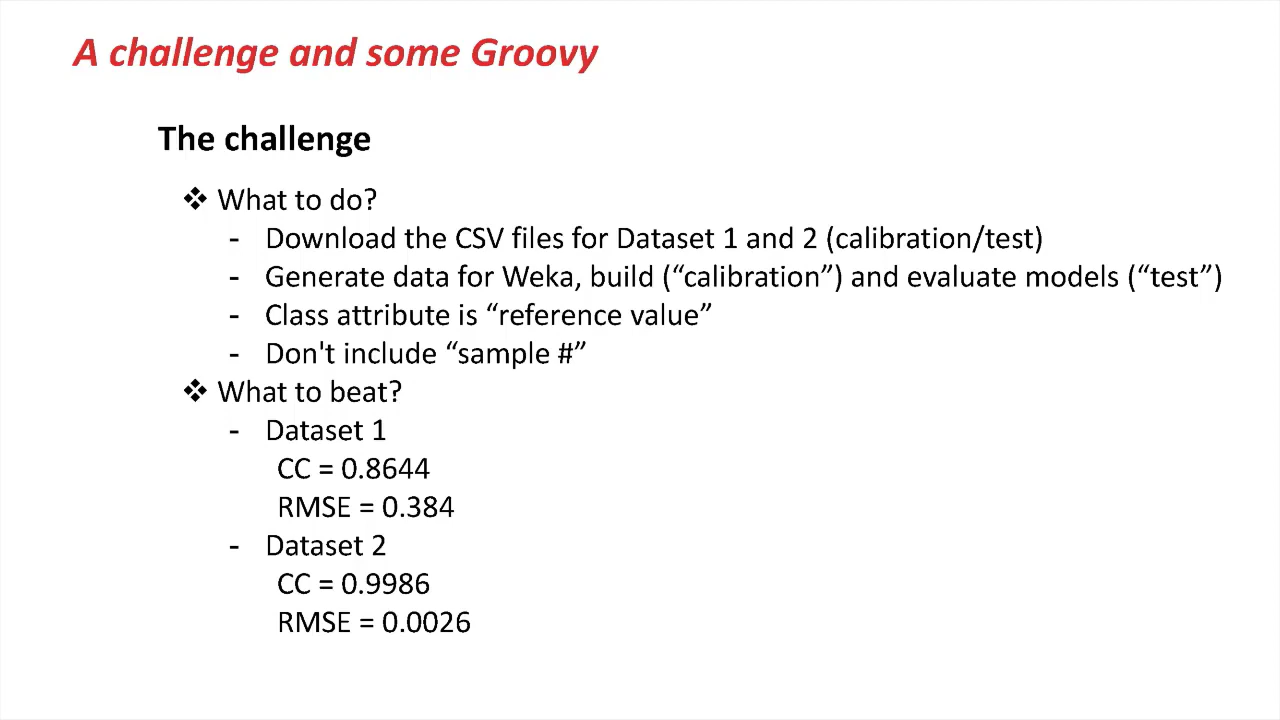 A challenge and some Groovy
The challenge
❖ What to do?
- Download the CSV files for Dataset 1 and 2 (calibration/test)
- Generate data for Weka, build (“calibration”) and evaluate models (“test”)
- Class attribute is “reference value”
- Don't include “sample #”
❖ What to beat?
- Dataset 1
CC = 0.8644
RMSE = 0.384
- Dataset 2
CC = 0.9986
RMSE = 0.0026